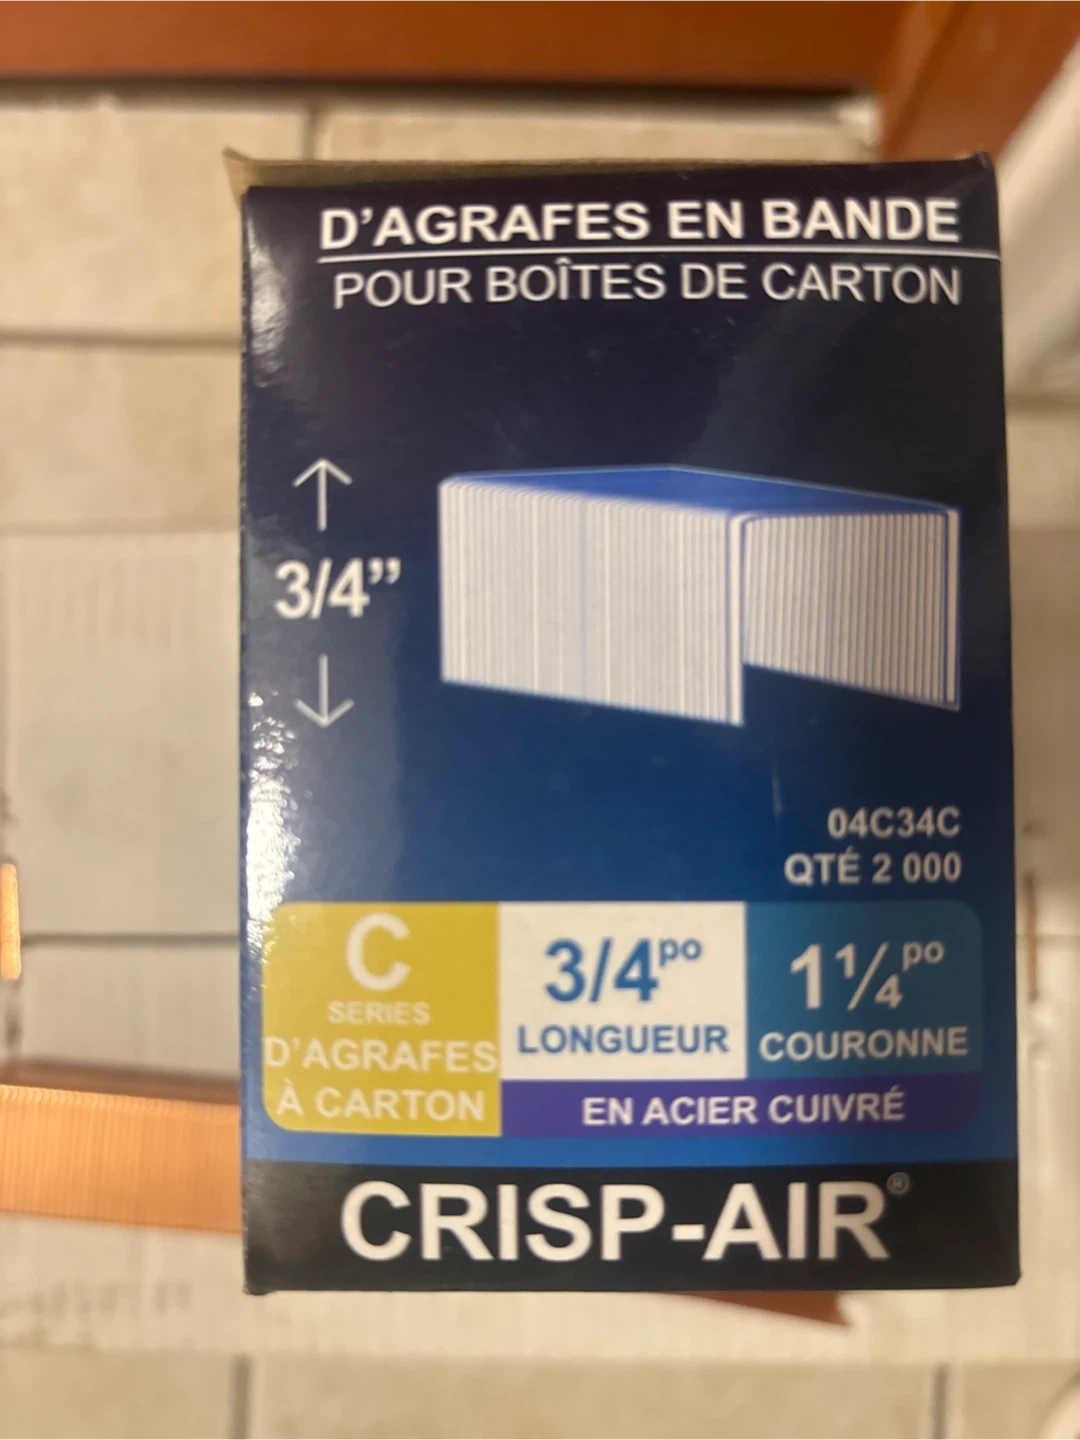 D'AGRAFES EN BANDE
POUR BOÎTES DE CARTON
3/4”
04C34C
QTÉ 2 000
C
SERIES
D'AGRAFES
À CARTON
3/4po
LONGUEUR
1¼po
COURONNE
EN ACIER CUIVRÉ
CRISP-AIR®